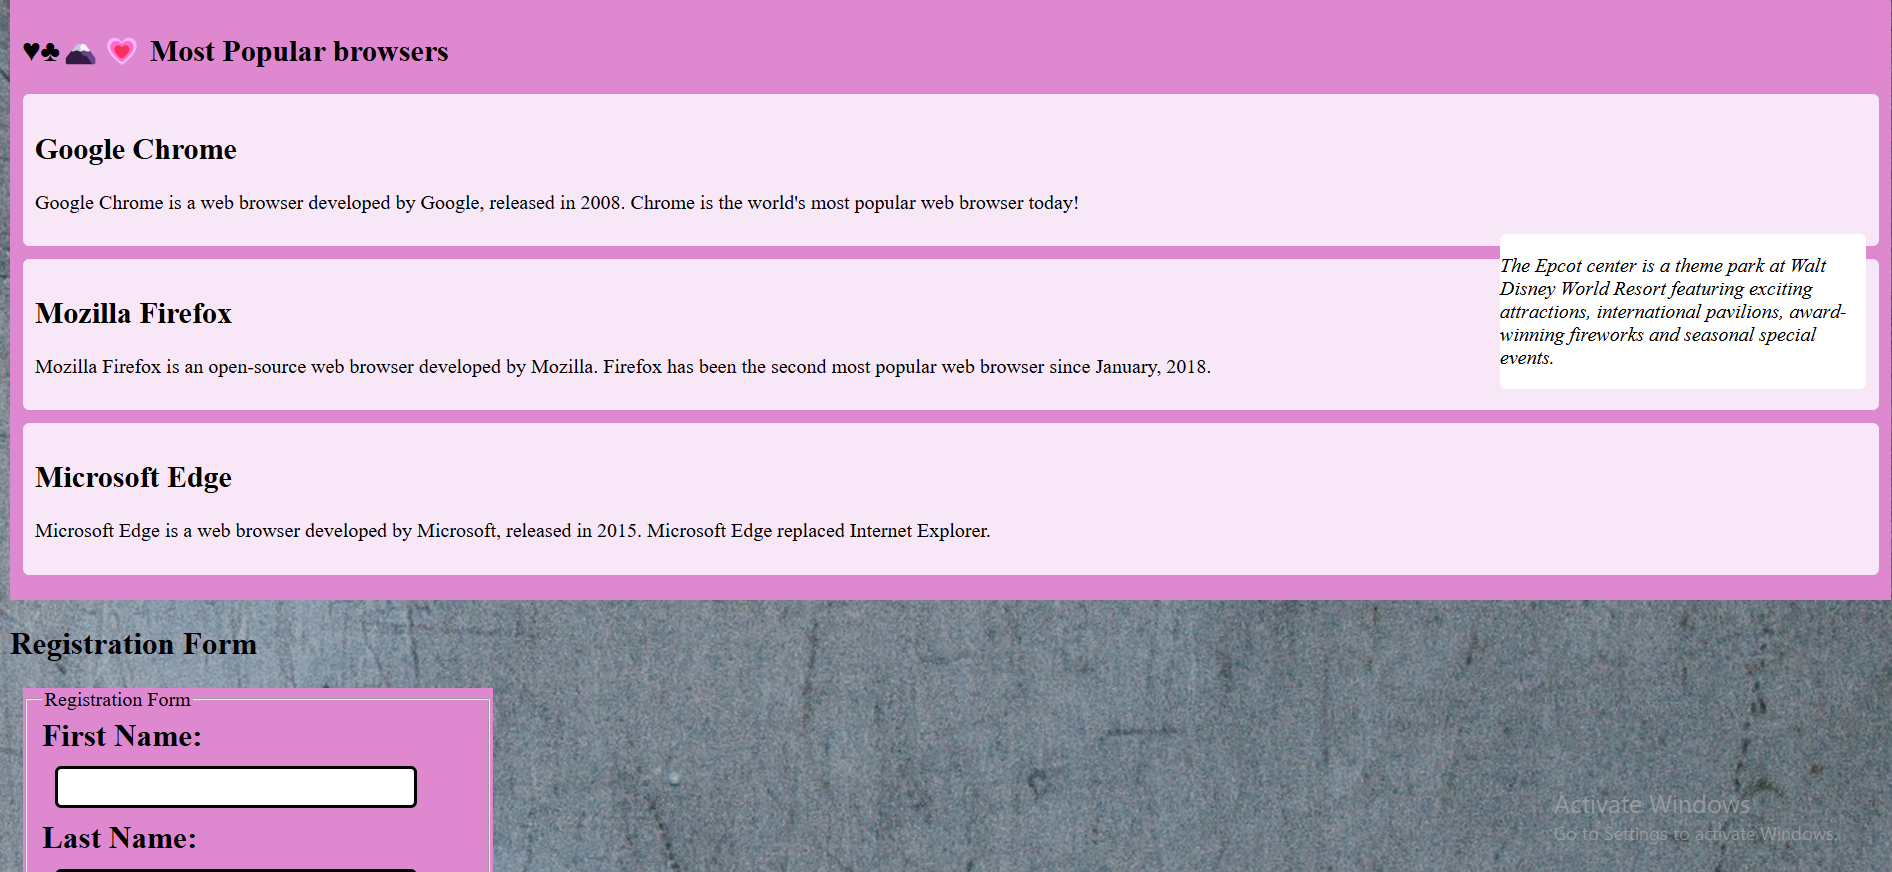 ♥♣🗻 💗 Most Popular browsers
Google Chrome
Google Chrome is a web browser developed by Google, released in 2008. Chrome is the world's most popular web browser today!
The Epcot center is a theme park at Walt
Disney World Resort featuring exciting
attractions, international pavilions, award-
winning fireworks and seasonal special
events.
Mozilla Firefox
Mozilla Firefox is an open-source web browser developed by Mozilla. Firefox has been the second most popular web browser since January, 2018.
Microsoft Edge
Microsoft Edge is a web browser developed by Microsoft, released in 2015. Microsoft Edge replaced Internet Explorer.
Registration Form
Registration Form
First Name:
Last Name:
Activate Windows
Go to Settings to activate Windows.